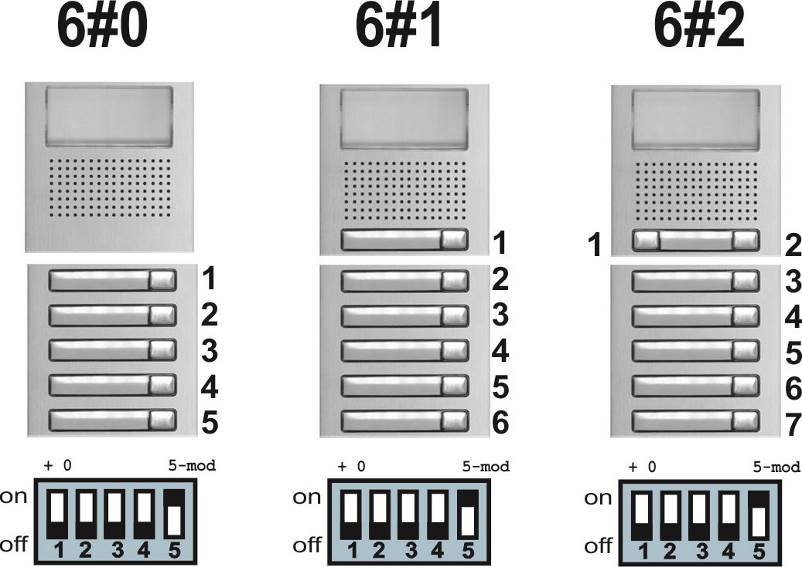 6#0 6#1 6#2
1 1 2
1 2 3
2 3 4
3 4 5
4 5 6
5 6 7
+ 0 5-mod + 0 5-mod + 0 5-mod
on on on
off 1 2 3 4 5 off 1 2 3 4 5 off 1 2 3 4 5